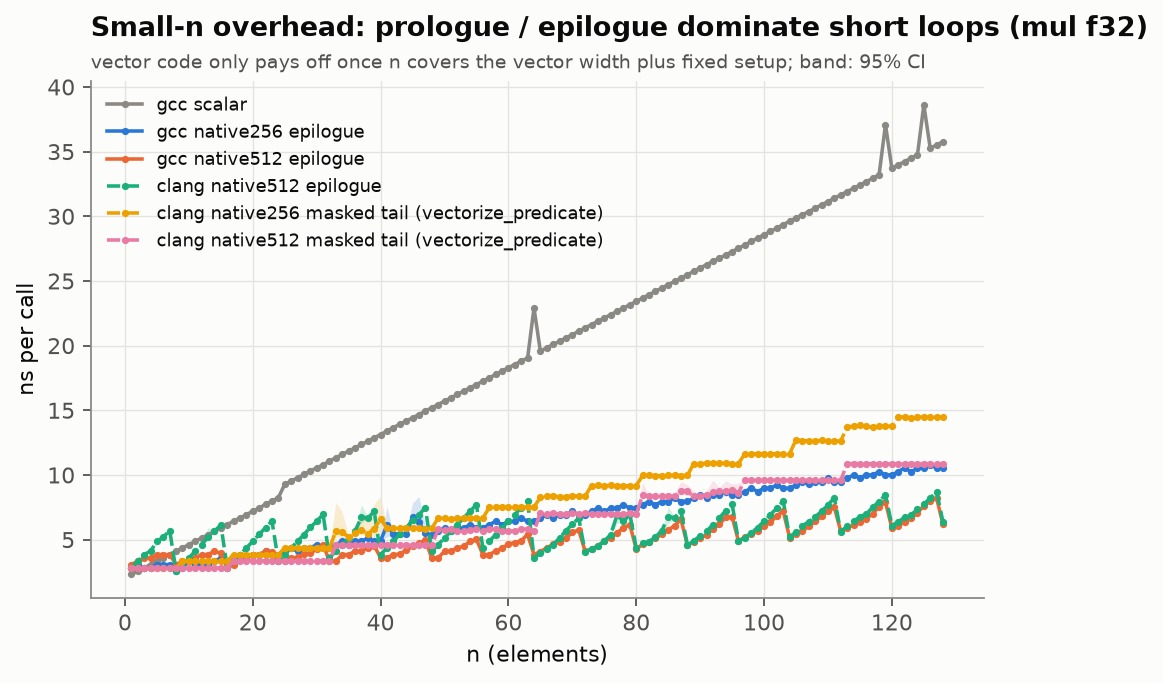 Small-n overhead: prologue / epilogue dominate short loops (mul f32)
vector code only pays off once n covers the vector width plus fixed setup; band: 95% CI
40
35
30
25
20
15
10
5
ns per call
gcc scalar
gcc native256 epilogue
gcc native512 epilogue
clang native512 epilogue
clang native256 masked tail (vectorize_predicate)
clang native512 masked tail (vectorize_predicate)
0
20
40
60
80
100
120
n (elements)